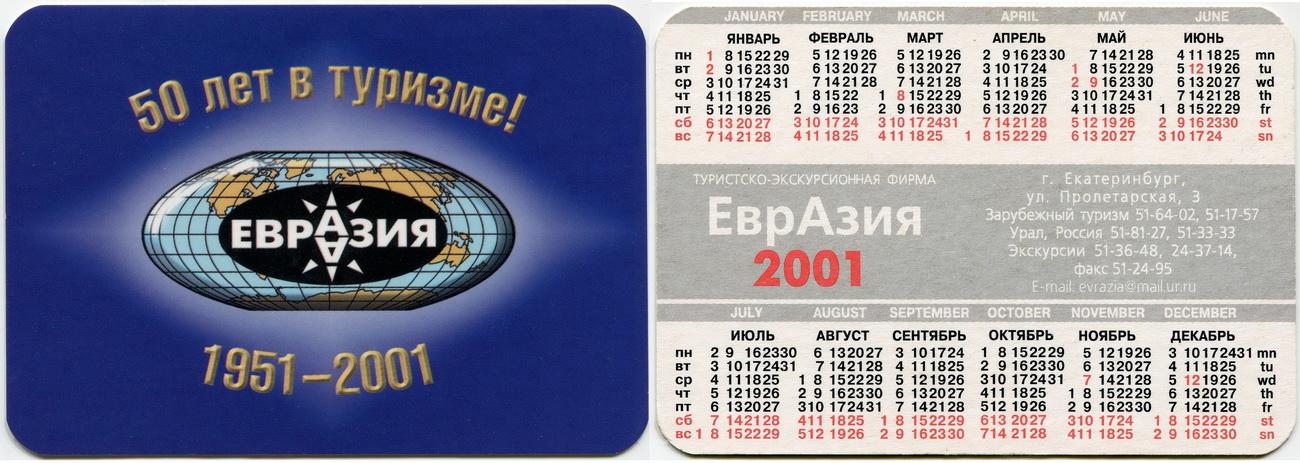 50 лет в туризме!
ЕВРАЗИЯ
1951–2001
JANUARY FEBRUARY MARCH APRIL MAY JUNE
ЯНВАРЬ ФЕВРАЛЬ МАРТ АПРЕЛЬ МАЙ ИЮНЬ
пн 1 8 15 22 29 5 12 19 26 5 12 19 26 2 9 16 23 30 7 14 21 28 4 11 18 25 mn
вт 2 9 16 23 30 6 13 20 27 6 13 20 27 3 10 17 24 1 8 15 22 29 5 12 19 26 tu
ср 3 10 17 24 31 7 14 21 28 7 14 21 28 4 11 18 25 2 9 16 23 30 6 13 20 27 wd
чт 4 11 18 25 1 8 15 22 1 8 15 22 29 5 12 19 26 3 10 17 24 31 7 14 21 28 th
пт 5 12 19 26 2 9 16 23 2 9 16 23 30 6 13 20 27 4 11 18 25 1 8 15 22 29 fr
сб 6 13 20 27 3 10 17 24 3 10 17 24 31 7 14 21 28 5 12 19 26 2 9 16 23 30 st
вс 7 14 21 28 4 11 18 25 4 11 18 25 1 8 15 22 29 6 13 20 27 3 10 17 24 sn
ТУРИСТСКО-ЭКСКУРСИОННАЯ ФИРМА
ЕврАзия
2001
г. Екатеринбург,
ул. Пролетарская, 3
Зарубежный туризм 51-64-02, 51-17-57
Урал, Россия 51-81-27, 51-33-33
Экскурсии 51-36-48, 24-37-14,
факс 51-24-95
E-mail: evrazia@mail.ur.ru
JULY AUGUST SEPTEMBER OCTOBER NOVEMBER DECEMBER
ИЮЛЬ АВГУСТ СЕНТЯБРЬ ОКТЯБРЬ НОЯБРЬ ДЕКАБРЬ
пн 2 9 16 23 30 6 13 20 27 3 10 17 24 1 8 15 22 29 5 12 19 26 3 10 17 24 31 mn
вт 3 10 17 24 31 7 14 21 28 4 11 18 25 2 9 16 23 30 6 13 20 27 4 11 18 25 tu
ср 4 11 18 25 1 8 15 22 29 5 12 19 26 3 10 17 24 31 7 14 21 28 5 12 19 26 wd
чт 5 12 19 26 2 9 16 23 30 6 13 20 27 4 11 18 25 1 8 15 22 29 6 13 20 27 th
пт 6 13 20 27 3 10 17 24 31 7 14 21 28 5 12 19 26 2 9 16 23 30 7 14 21 28 fr
сб 7 14 21 28 4 11 18 25 1 8 15 22 29 6 13 20 27 3 10 17 24 1 8 15 22 29 st
вс 1 8 15 22 29 5 12 19 26 2 9 16 23 30 7 14 21 28 4 11 18 25 2 9 16 23 30 sn